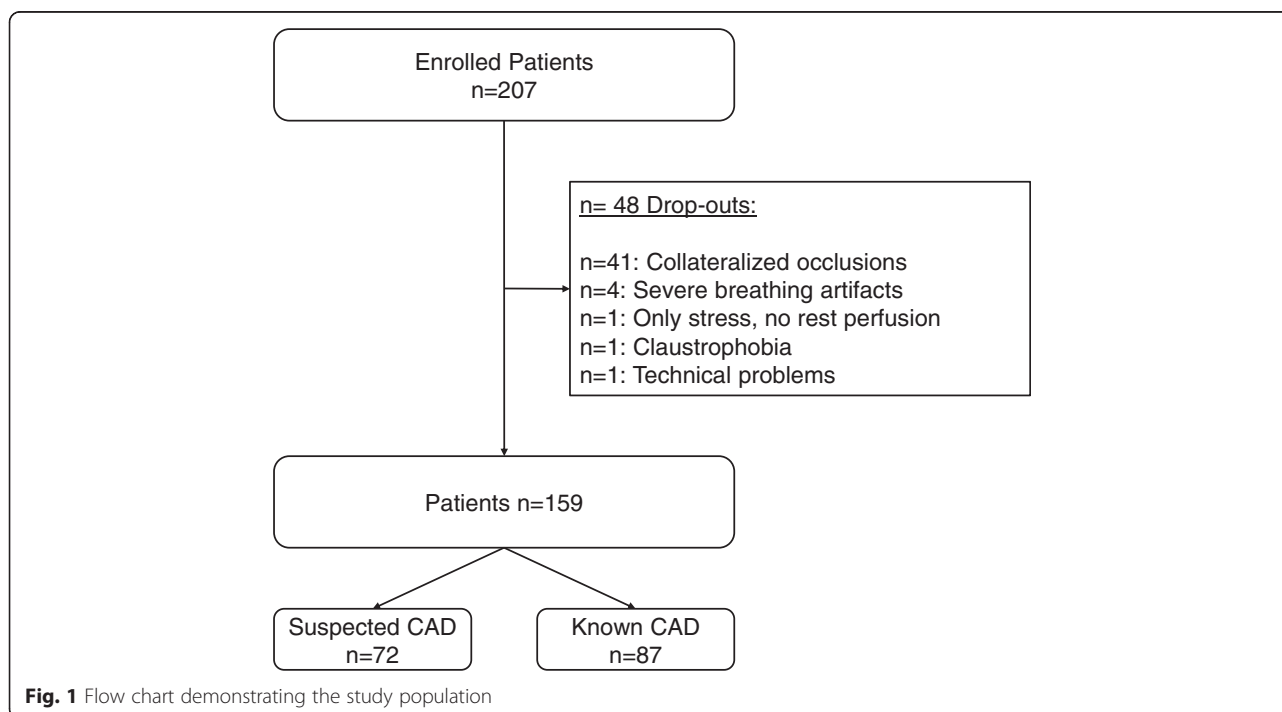 Enrolled Patients
n=207
n= 48 Drop-outs:
n=41: Collateralized occlusions
n=4: Severe breathing artifacts
n=1: Only stress, no rest perfusion
n=1: Claustrophobia
n=1: Technical problems
Patients n=159
Suspected CAD
n=72
Known CAD
n=87
Fig. 1 Flow chart demonstrating the study population